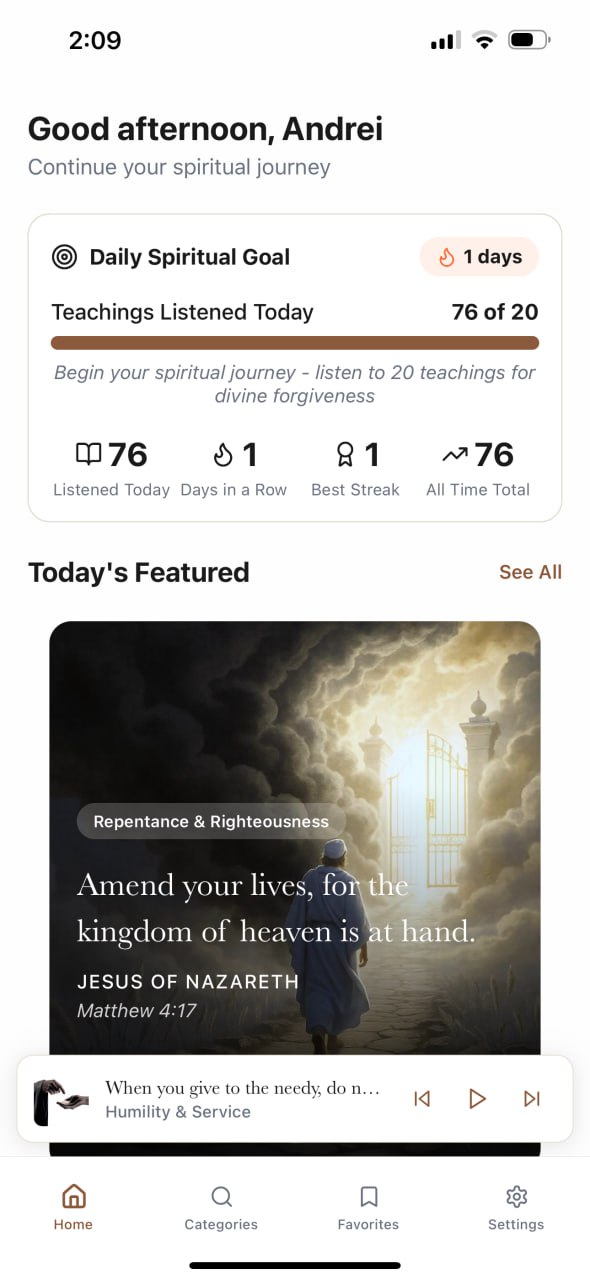 2:09
Good afternoon, Andrei
Continue your spiritual journey
Daily Spiritual Goal
1 days
Teachings Listened Today
76 of 20
Begin your spiritual journey - listen to 20 teachings for
divine forgiveness
76
1
1
76
Listened Today
Days in a Row
Best Streak
All Time Total
Today's Featured
See All
Repentance & Righteousness
Amend your lives, for the
kingdom of heaven is at hand.
JESUS OF NAZARETH
Matthew 4:17
When you give to the needy, do n...
Humility & Service
Home
Categories
Favorites
Settings